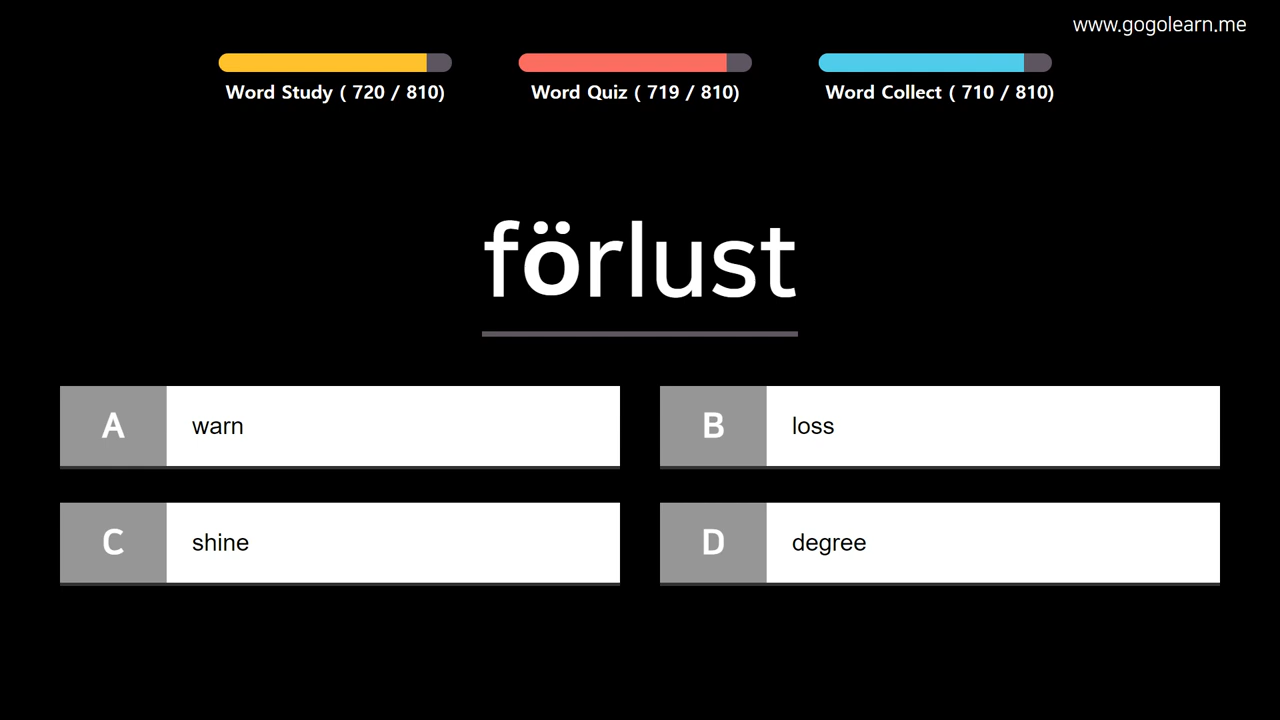 www.gogolearn.me
Word Study ( 720 / 810)
Word Quiz ( 719 / 810)
Word Collect ( 710 / 810)
förlust
A warn
B loss
C shine
D degree